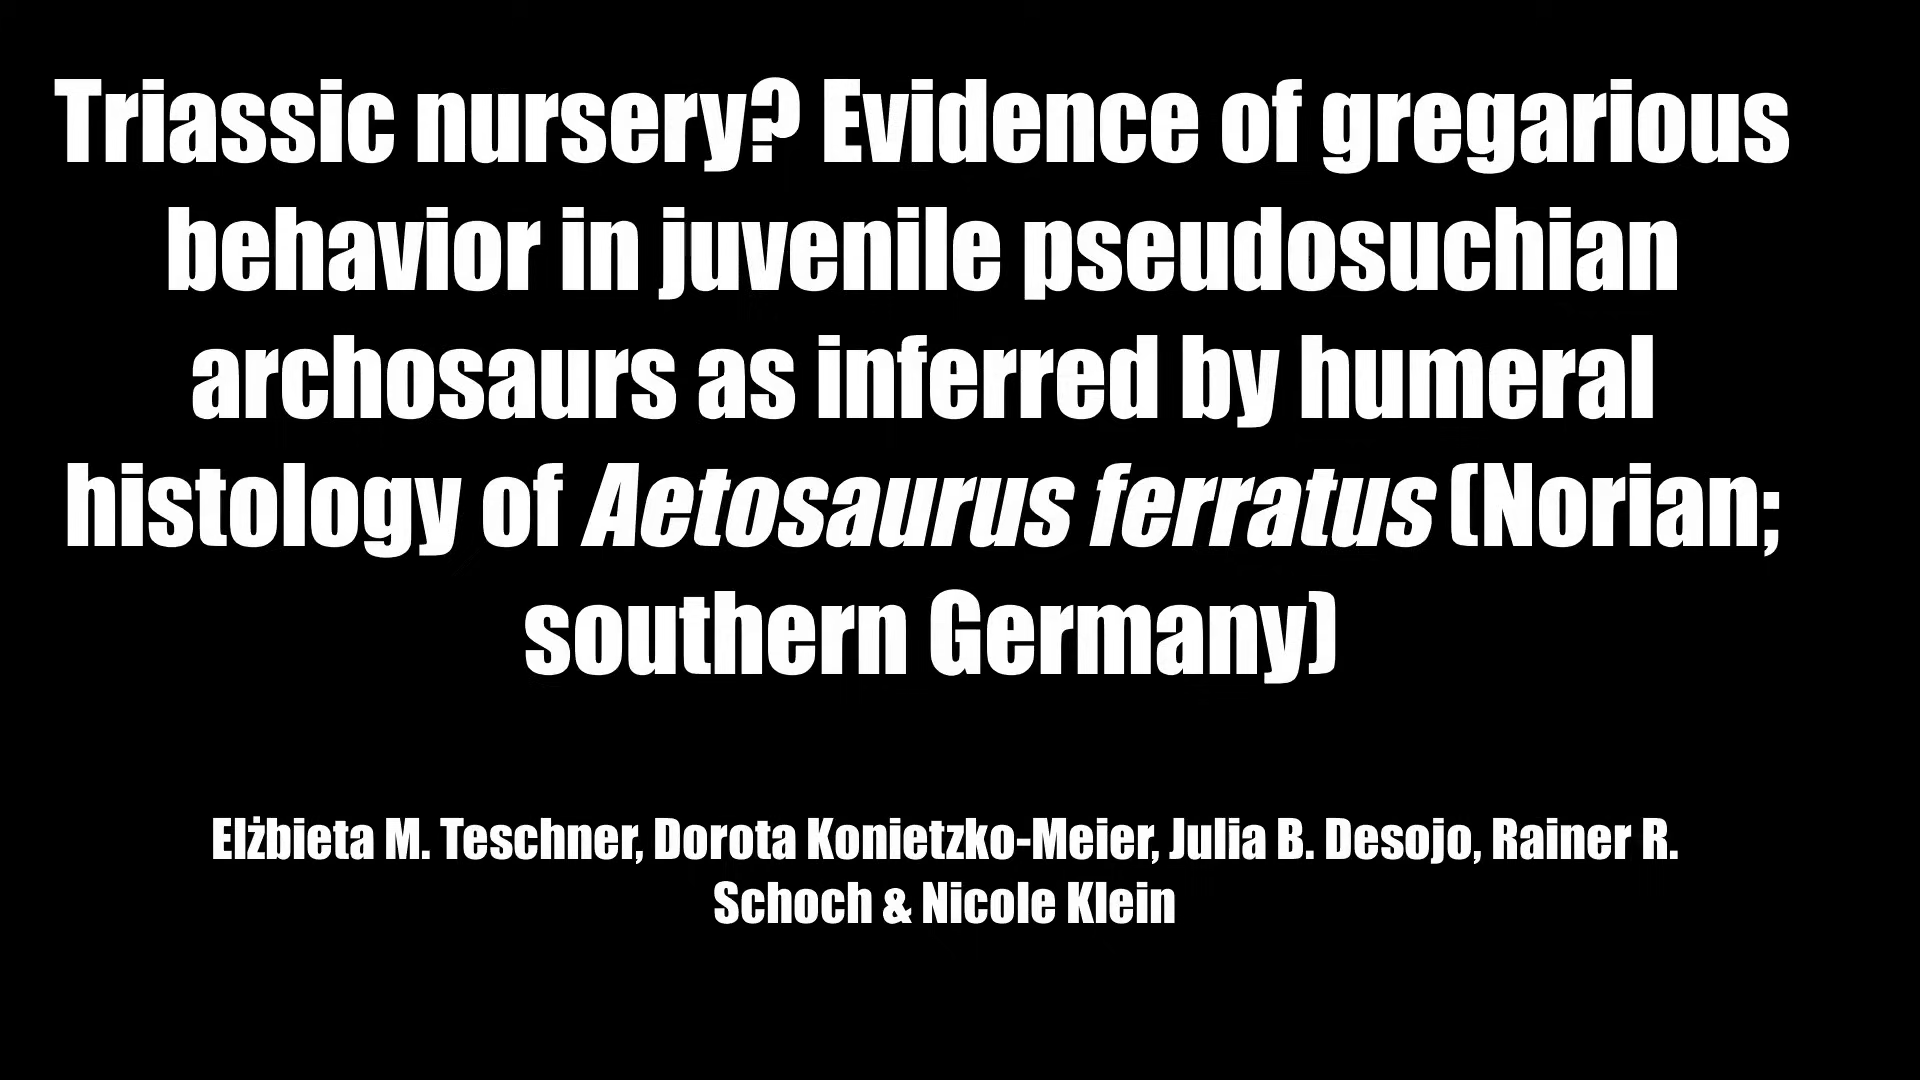 Triassic nursery? Evidence of gregarious
behavior in juvenile pseudosuchian
archosaurs as inferred by humeral
histology of Aetosaurus ferratus (Norian;
southern Germany)
Elżbieta M. Teschner, Dorota Konietzko-Meier, Julia B. Desojo, Rainer R.
Schoch & Nicole Klein